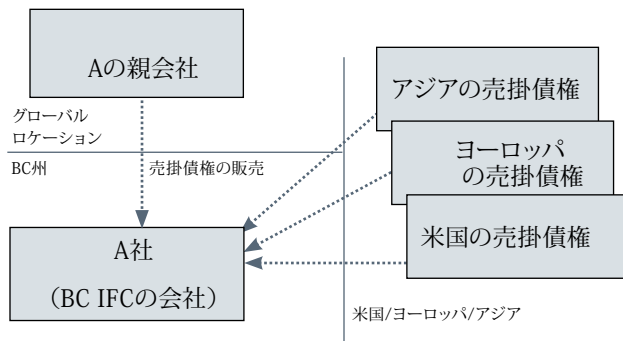 Aの親会社
アジアの売掛債権
グローバル
ロケーション
ヨーロッパ
の売掛債権
BC州
売掛債権の販売
米国の売掛債権
A社
（BC IFCの会社）
米国/ヨーロッパ/アジア